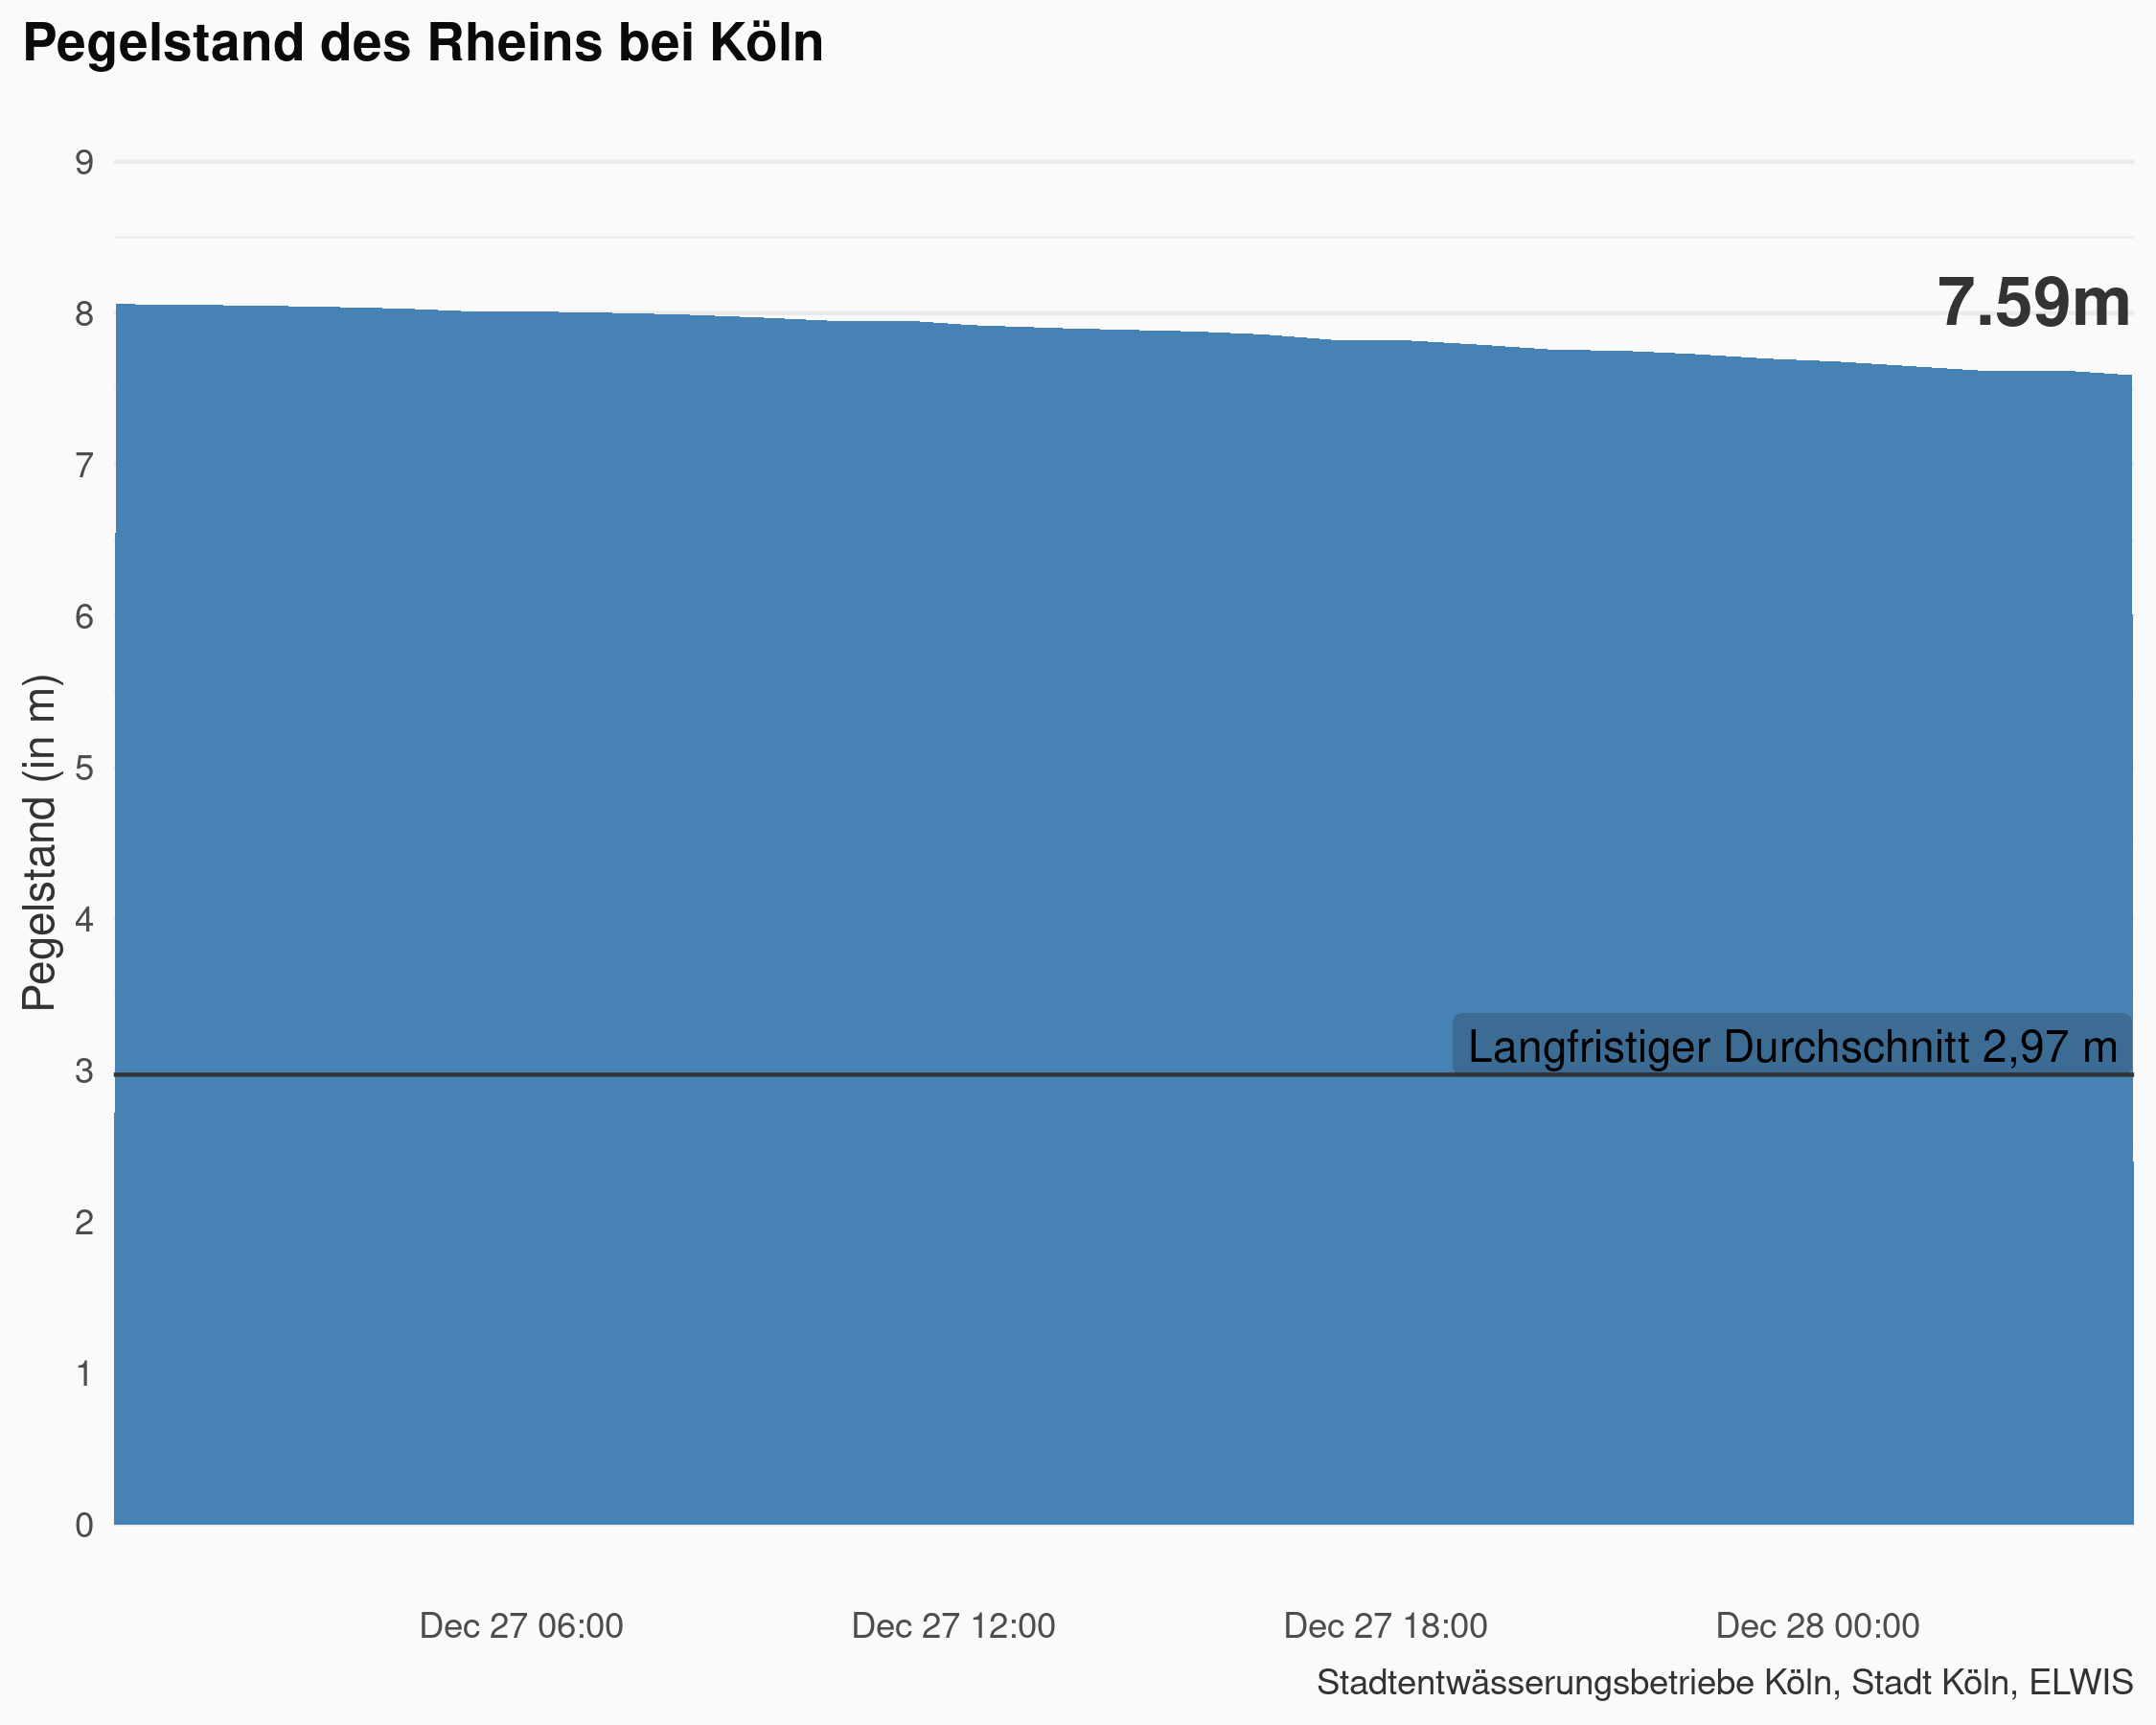 Pegelstand des Rheins bei Köln
9
7.59m
8
7
6
5
Pegelstand (in m)
4
Langfristiger Durchschnitt 2,97 m
3
2
1
0
Dec 27 06:00
Dec 27 12:00
Dec 27 18:00
Dec 28 00:00
Stadtentwässerungsbetriebe Köln, Stadt Köln, ELWIS